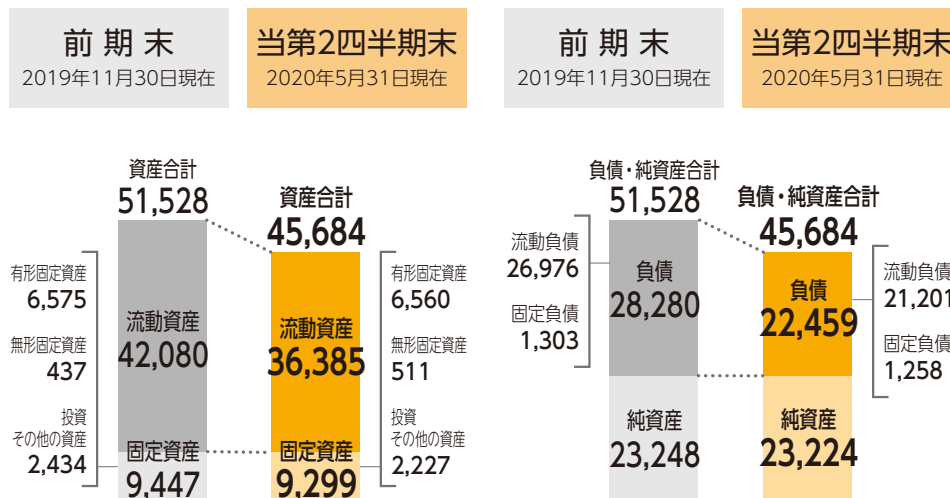 前期末
2019年11月30日現在
当第2四半期末
2020年5月31日現在
資産合計
51,528
有形固定資産
6,575
無形固定資産
437
投資
その他の資産
2,434
流動資産
42,080
固定資産
9,447
資産合計
45,684
流動資産
36,385
固定資産
9,299
有形固定資産
6,560
無形固定資産
511
投資
その他の資産
2,227
前期末
2019年11月30日現在
当第2四半期末
2020年5月31日現在
負債・純資産合計
51,528
流動負債
26,976
固定負債
1,303
負債
28,280
純資産
23,248
負債・純資産合計
45,684
負債
22,459
純資産
23,224
流動負債
21,201
固定負債
1,258